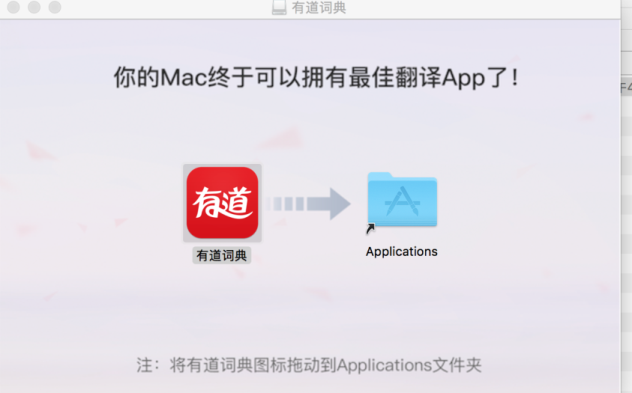 有道词典
你的Mac终于可以拥有最佳翻译App了！
有道
有道词典
Applications
注：将有道词典图标拖动到Applications文件夹